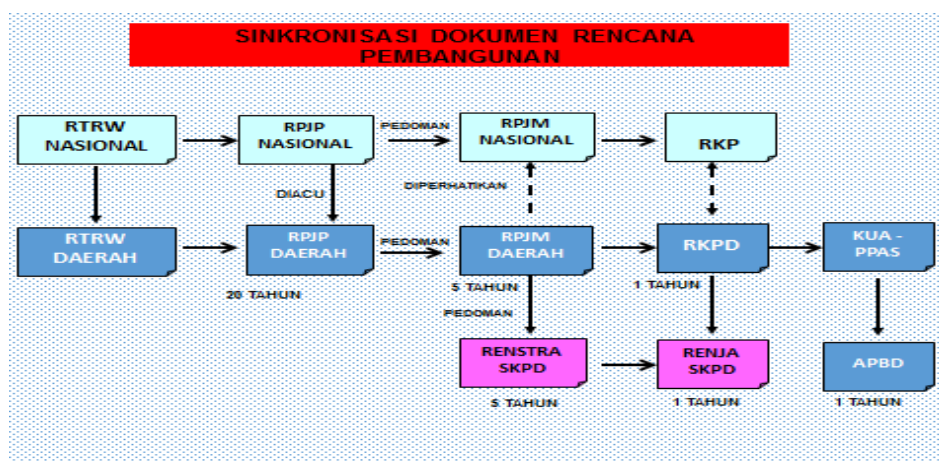 SINKRONISASI DOKUMEN RENCANA
PEMBANGUNAN
RTRW
NASIONAL
RPJP
NASIONAL
PEDOMAN
RPJM
NASIONAL
RKP
DIACU
DIPERHATIKAN
RTRW
DAERAH
RPJP
DAERAH
PEDOMAN
RPJM
DAERAH
RKPD
KUA -
PPAS
20 TAHUN
5 TAHUN
1 TAHUN
PEDOMAN
RENSTRA
SKPD
RENJA
SKPD
APBD
5 TAHUN
1 TAHUN
1 TAHUN